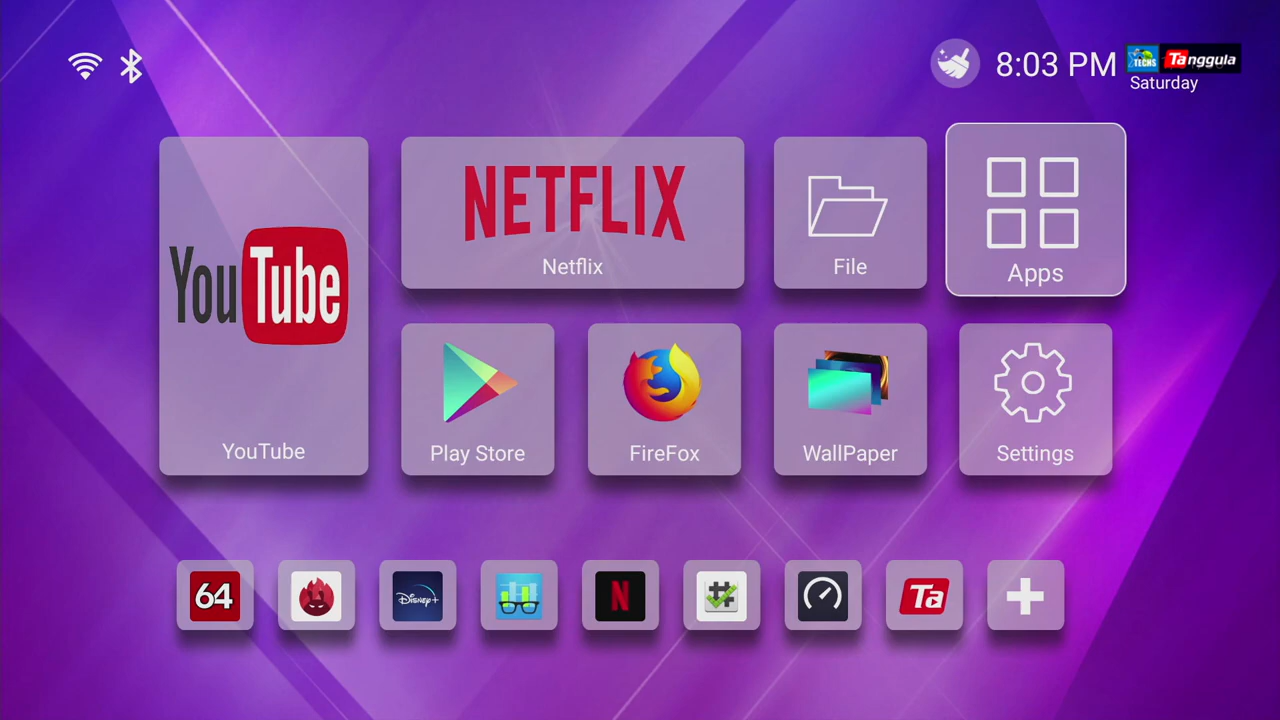 8:03 PM
TECHS
Tanggula
Saturday
YouTube
YouTube
NETFLIX
Netflix
File
Apps
Play Store
FireFox
WallPaper
Settings
64
Disney+
N
Ta